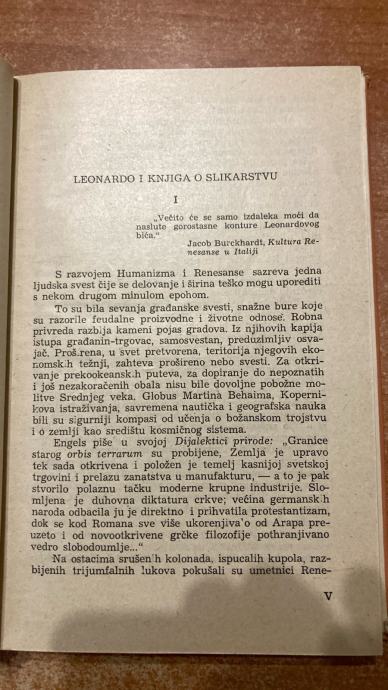 LEONARDO I KNJIGA O SLIKARSTVU
I
„Večito će se samo izdaleka moći da
naslute gorostasne konture Leonardovog
bića.“
Jacob Burckhardt, Kultura Re-
nesanse u Italiji
S razvojem Humanizma i Renesanse sazreva jedna
ljudska svest čije se delovanje i širina teško mogu uporediti
s nekom drugom minulom epohom.
To su bila sevanja građanske svesti, snažne bure koje
su razorile feudalne proizvodne i životne odnose. Robna
privreda razbija kameni pojas gradova. Iz njihovih kapija
istupa građanin-trgovac, samosvestan, preduzimljiv osva-
jač. Proširena, u svet pretvorena, teritorija njegovih eko-
nomskih težnji, zahteva prošireno nebo svesti. Za otkri-
vanje prekookeanskih puteva, za dopiranje do nepoznatih
i još nezakoračenih obala nisu bile dovoljne pobožne mo-
litve Srednjeg veka. Globus Martina Behaima, Koperni-
kova istraživanja, savremena nautička i geografska nauka
bili su sigurniji kompasi od učenja o božanskom trojstvu
i o zemlji kao središtu kosmičnog sistema.
Engels piše u svojoj Dijalektici prirode: „Granice
starog orbis terrarum su probijene, Zemlja je upravo
tek sada otkrivena i položen je temelj kasnijoj svetskoj
trgovini i prelazu zanatstva u manufakturu, — a to je pak
stvorilo polaznu tačku moderne krupne industrije. Slo-
mljena je duhovna diktatura crkve; većina germanskih
naroda odbacila ju je direktno i prihvatila protestantizam,
dok se kod Romana sve više ukorenjivao od Arapa pre-
uzeto i od novootkrivene grčke filozofije pothranjivano
vedro slobodoumlje...“
Na ostacima srušenih kolonada, ispucalih kupola, raz-
bijenih trijumfalnih lukova pokušali su umetnici Rene-
V